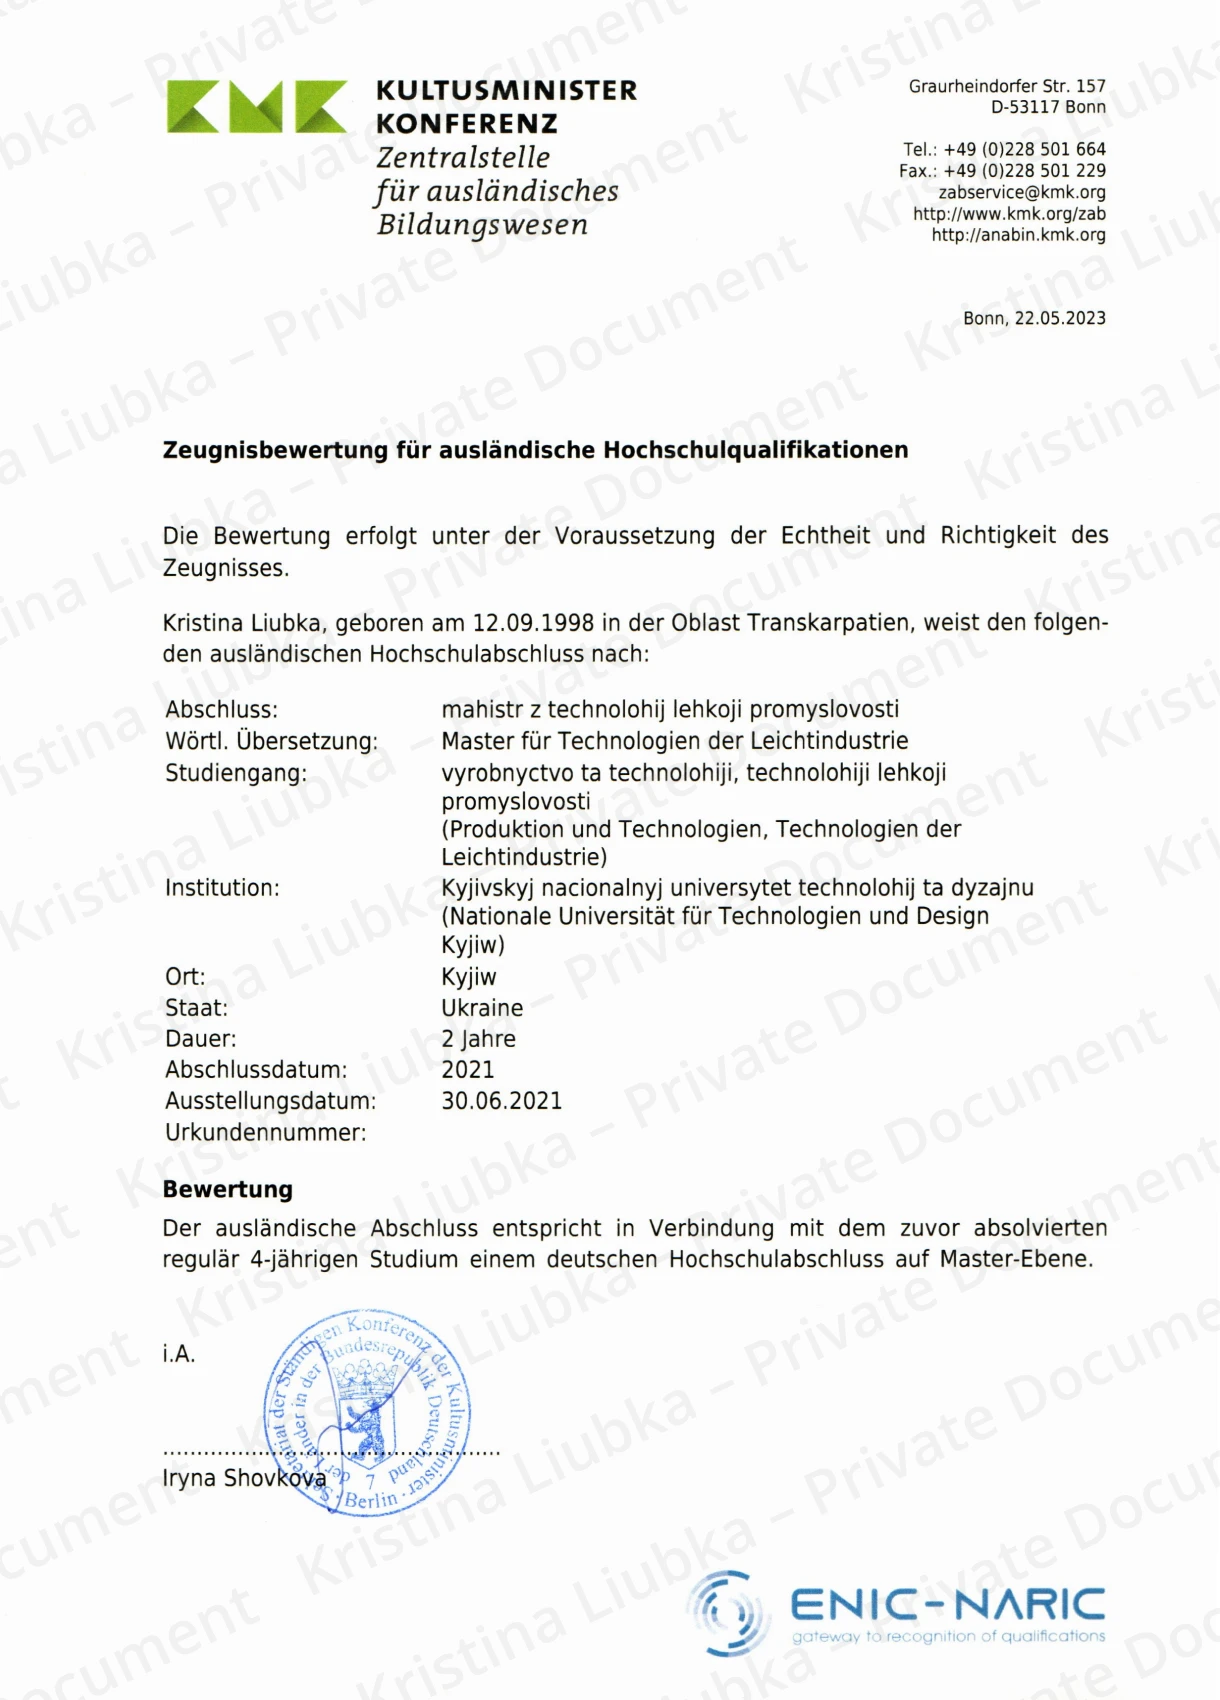 KMK
KULTUSMINISTER
KONFERENZ
Zentralstelle
für ausländisches
Bildungswesen
Graurheindorfer Str. 157
D-53117 Bonn
Tel.: +49 (0)228 501 664
Fax.: +49 (0)228 501 229
zabservice@kmk.org
http://www.kmk.org/zab
http://anabin.kmk.org
Bonn, 22.05.2023
Zeugnisbewertung für ausländische Hochschulqualifikationen
Die Bewertung erfolgt unter der Voraussetzung der Echtheit und Richtigkeit des
Zeugnisses.
Kristina Liubka, geboren am 12.09.1998 in der Oblast Transkarpatien, weist den folgen-
den ausländischen Hochschulabschluss nach:
Abschluss: mahistr z technolohij lehkoji promyslovosti
Wörtl. Übersetzung: Master für Technologien der Leichtindustrie
Studiengang: vyrobnyctvo ta technolohiji, technolohiji lehkoji
promyslovosti
(Produktion und Technologien, Technologien der
Leichtindustrie)
Institution: Kyjivskyj nacionalnyj universytet technolohij ta dyzajnu
(Nationale Universität für Technologien und Design
Kyjiw)
Ort: Kyjiw
Staat: Ukraine
Dauer: 2 Jahre
Abschlussdatum: 2021
Ausstellungsdatum: 30.06.2021
Urkundennummer:
Bewertung
Der ausländische Abschluss entspricht in Verbindung mit dem zuvor absolvierten
regulär 4-jährigen Studium einem deutschen Hochschulabschluss auf Master-Ebene.
i.A.
Sekretariat der Ständigen Konferenz der Kultusminister
der Länder in der Bundesrepublik Deutschland
7
· Berlin ·
Iryna Shovkova
ENIC-NARIC
gateway to recognition of qualifications
Kristina Liubka – Private Document